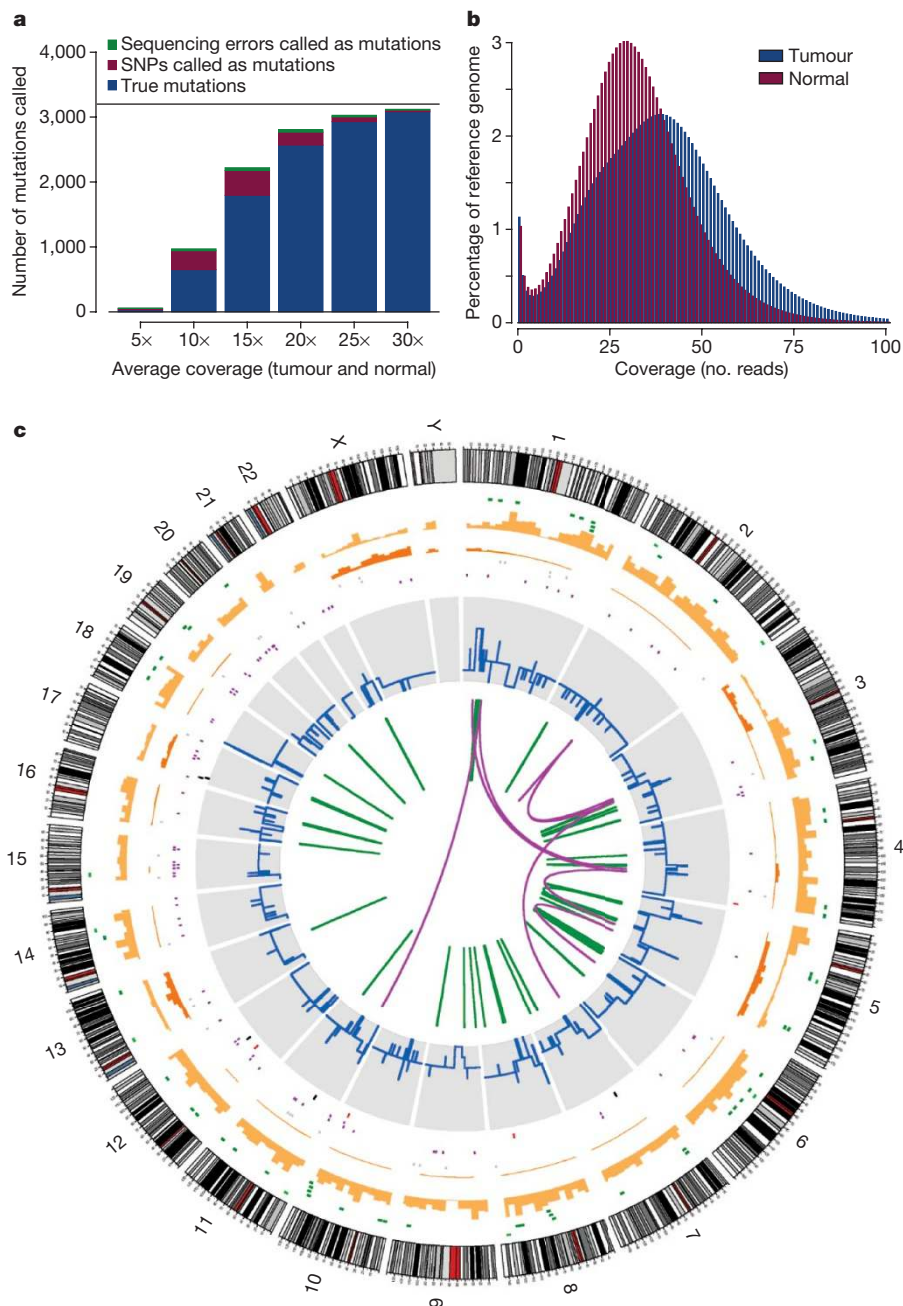 a
4,000
3,000
2,000
1,000
0
Number of mutations called
Sequencing errors called as mutations
SNPs called as mutations
True mutations
5× 10× 15× 20× 25× 30×
Average coverage (tumour and normal)
b
3
2
1
0
Percentage of reference genome
Tumour
Normal
0 25 50 75 100
Coverage (no. reads)
c
1
2
3
4
5
6
7
8
9
10
11
12
13
14
15
16
17
18
19
20
21
22
X
Y